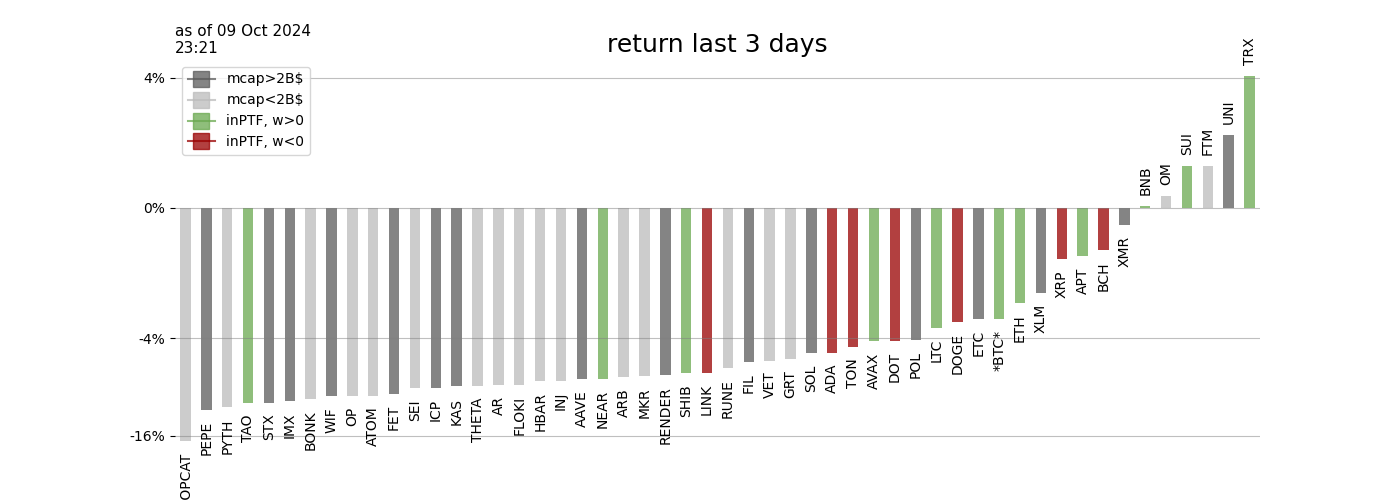 as of 09 Oct 2024
23:21
return last 3 days
mcap>2B$
mcap<2B$
inPTF, w>0
inPTF, w<0
4%
0%
-4%
-16%
OPCAT
PEPE
PYTH
TAO
STX
IMX
BONK
WIF
OP
ATOM
FET
SEI
ICP
KAS
THETA
AR
FLOKI
HBAR
INJ
AAVE
NEAR
ARB
MKR
RENDER
SHIB
LINK
RUNE
FIL
VET
GRT
SOL
ADA
TON
AVAX
DOT
POL
LTC
DOGE
ETC
*BTC*
ETH
XLM
XRP
APT
BCH
XMR
BNB
OM
SUI
FTM
UNI
TRX